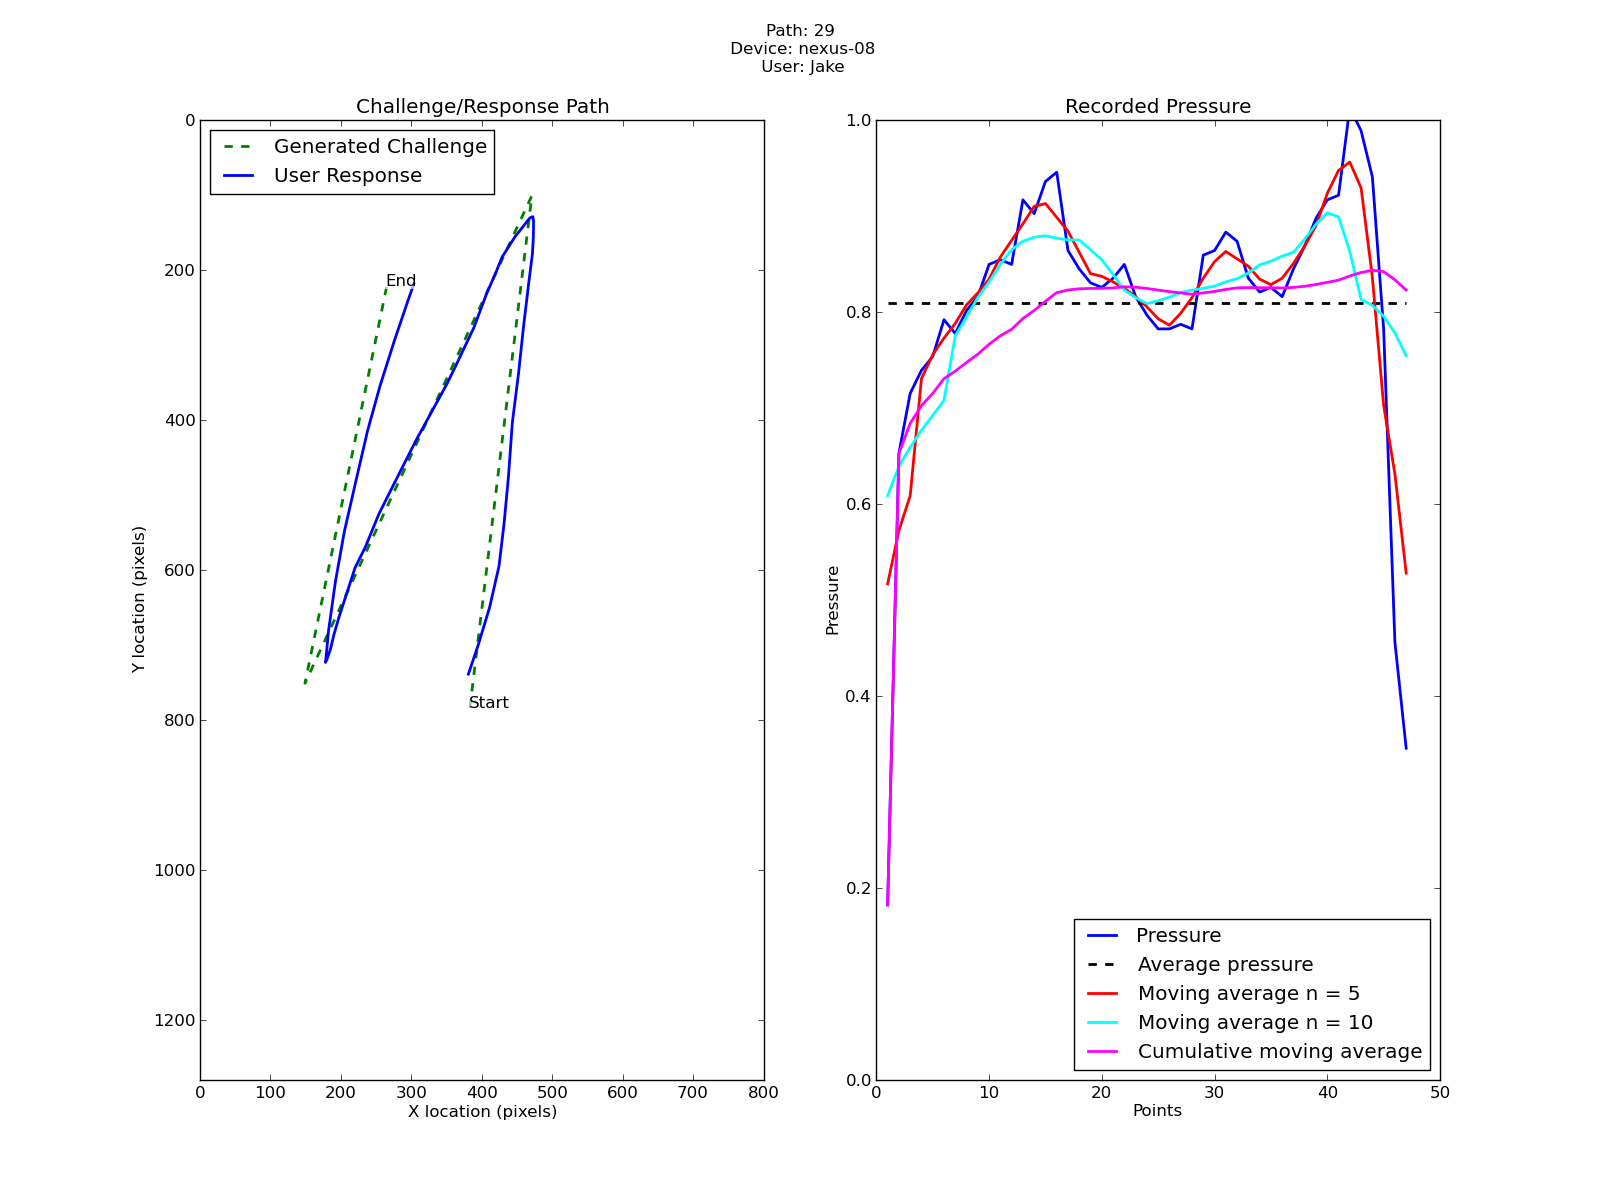 Path: 29
Device: nexus-08
User: Jake
Challenge/Response Path
Generated Challenge
User Response
End
Start
0
200
400
600
800
1000
1200
Y location (pixels)
0 100 200 300 400 500 600 700 800
X location (pixels)
Recorded Pressure
1.0
0.8
0.6
0.4
0.2
0.0
Pressure
Pressure
Average pressure
Moving average n = 5
Moving average n = 10
Cumulative moving average
0 10 20 30 40 50
Points